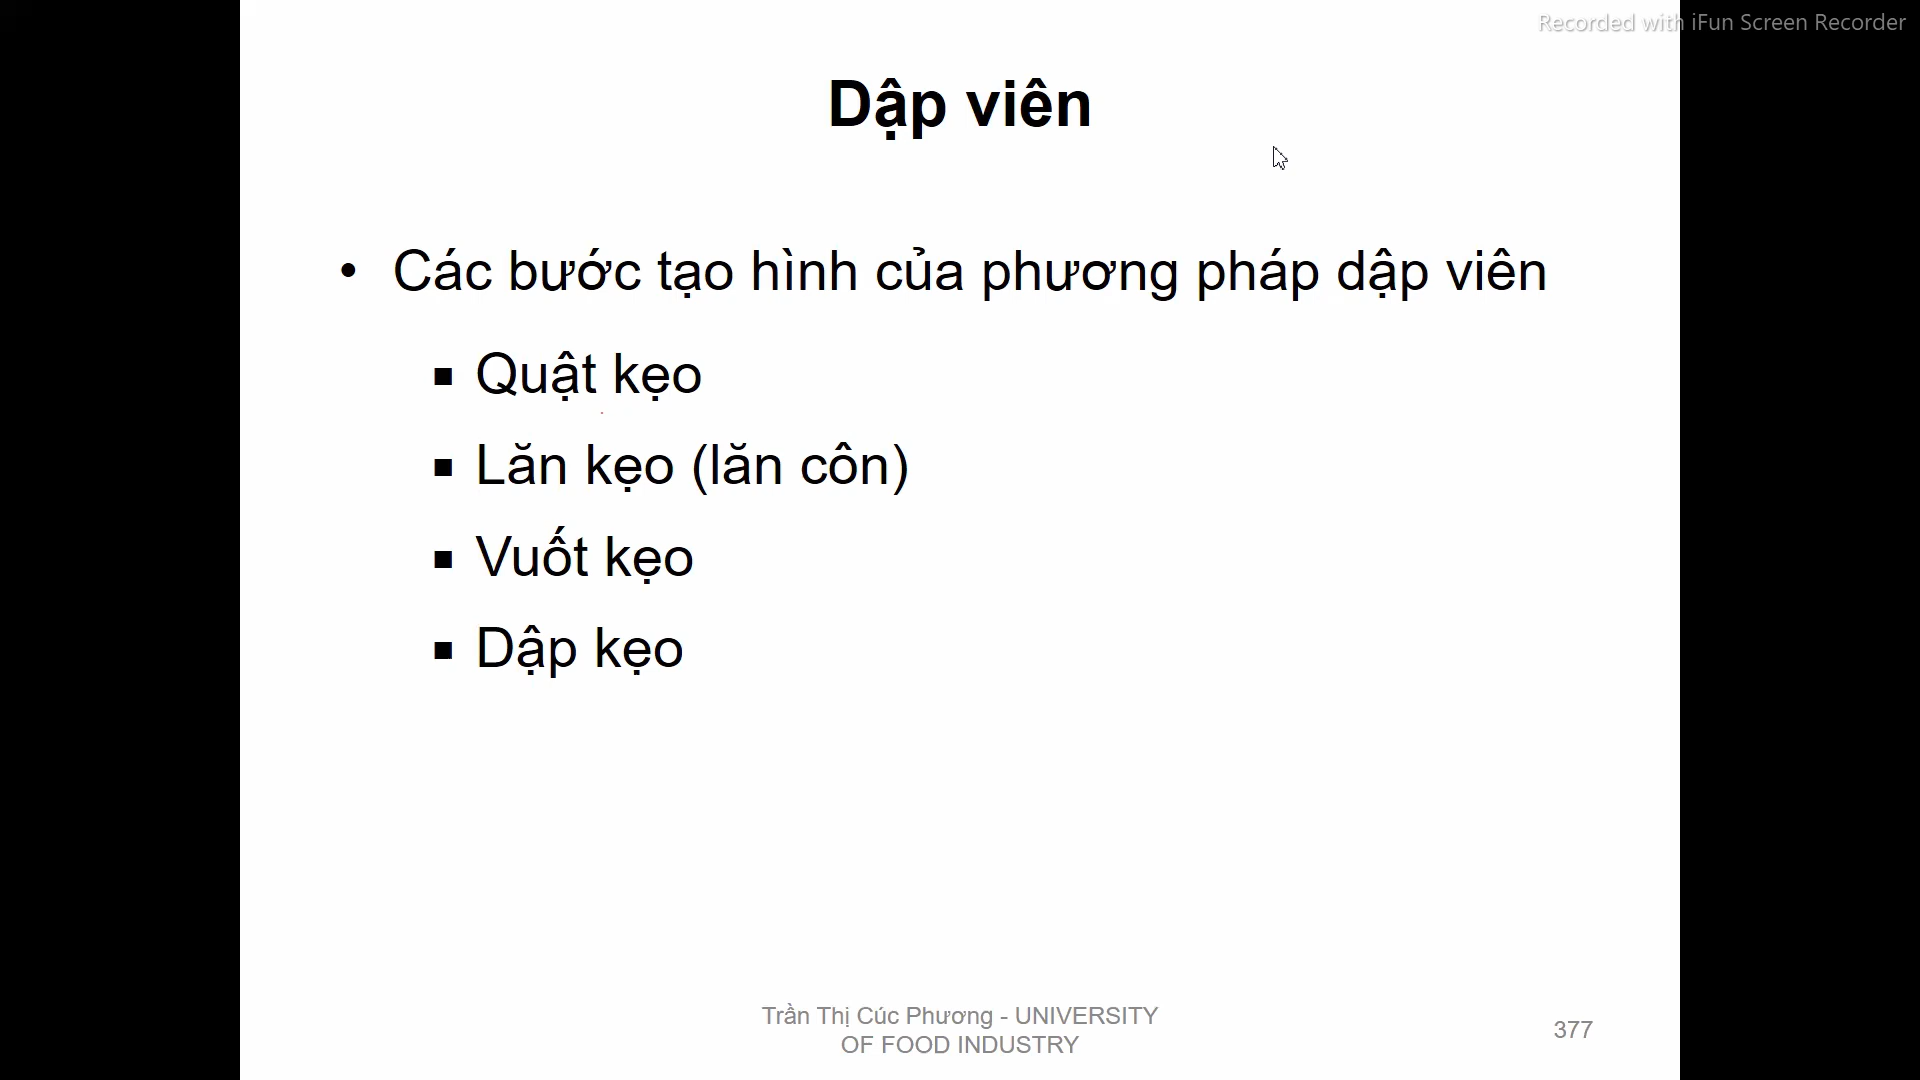 Recorded with iFun Screen Recorder
Dập viên
• Các bước tạo hình của phương pháp dập viên
▪ Quật kẹo
▪ Lăn kẹo (lăn côn)
▪ Vuốt kẹo
▪ Dập kẹo
Trần Thị Cúc Phương - UNIVERSITY
OF FOOD INDUSTRY
377